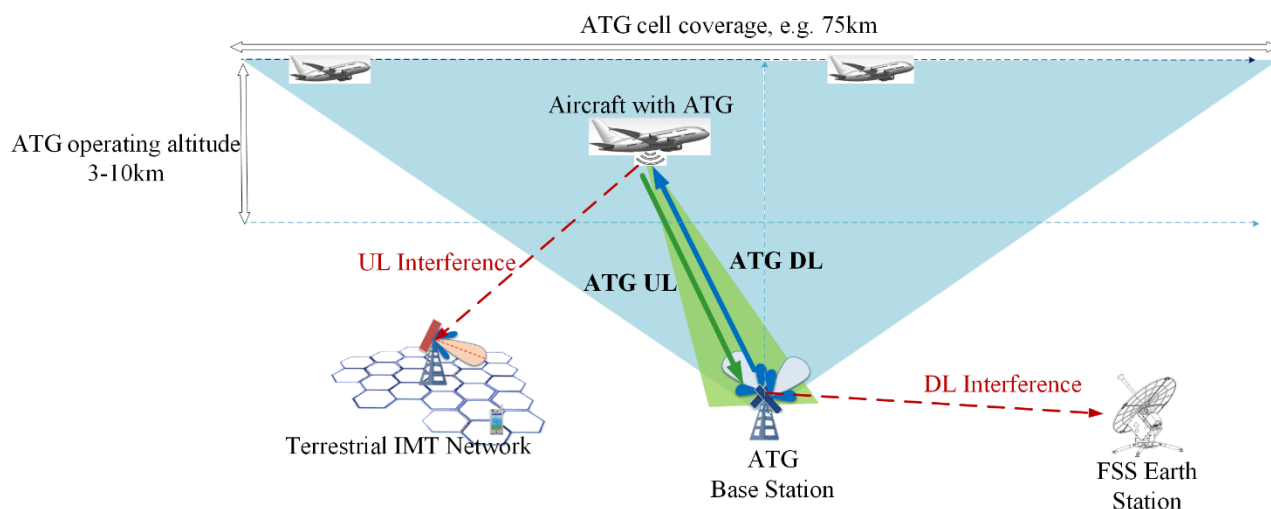 ATG cell coverage, e.g. 75km
Aircraft with ATG
ATG operating altitude
3-10km
UL Interference
ATG DL
ATG UL
DL Interference
Terrestrial IMT Network
ATG
Base Station
FSS Earth
Station